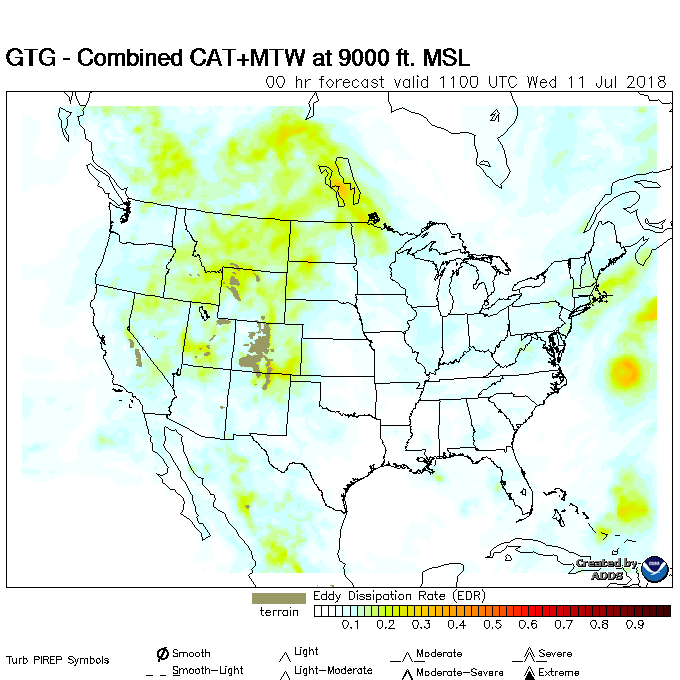 GTG - Combined CAT+MTW at 9000 ft. MSL
00 hr forecast valid 1100 UTC Wed 11 Jul 2018
Created by
ADDS
terrain
Eddy Dissipation Rate (EDR)
0.1 0.2 0.3 0.4 0.5 0.6 0.7 0.8 0.9
Turb PIREP Symbols
Smooth
Smooth-Light
Light
Light-Moderate
Moderate
Moderate-Severe
Severe
Extreme